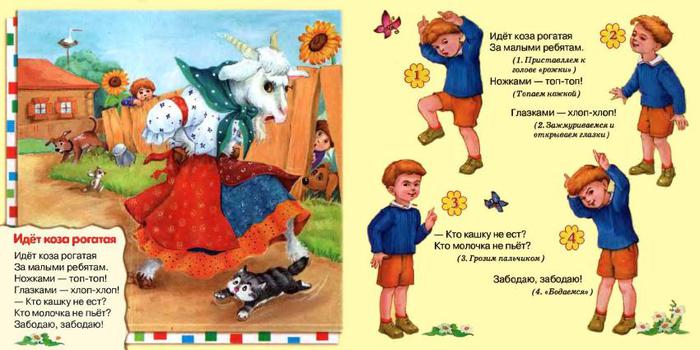 Идёт коза рогатая
Идёт коза рогатая
За малыми ребятам.
Ножками — топ-топ!
Глазками — хлоп-хлоп!
— Кто кашку не ест?
Кто молочка не пьёт?
Забодаю, забодаю!
1
Идёт коза рогатая
За малыми ребятам.
(1. Приставляем к
голове «рожки»)
Ножками — топ-топ!
(Топаем ножкой)
2
Глазками — хлоп-хлоп!
(2. Зажмуриваемся и
открываем глазки)
3
— Кто кашку не ест?
Кто молочка не пьёт?
(3. Грозим пальчиком)
4
Забодаю, забодаю!
(4. «Бодаемся»)